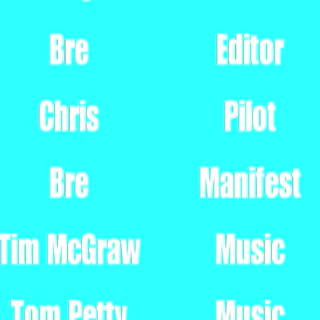 Bre Editor
Chris Pilot
Bre Manifest
Tim McGraw Music
Tom Petty Music